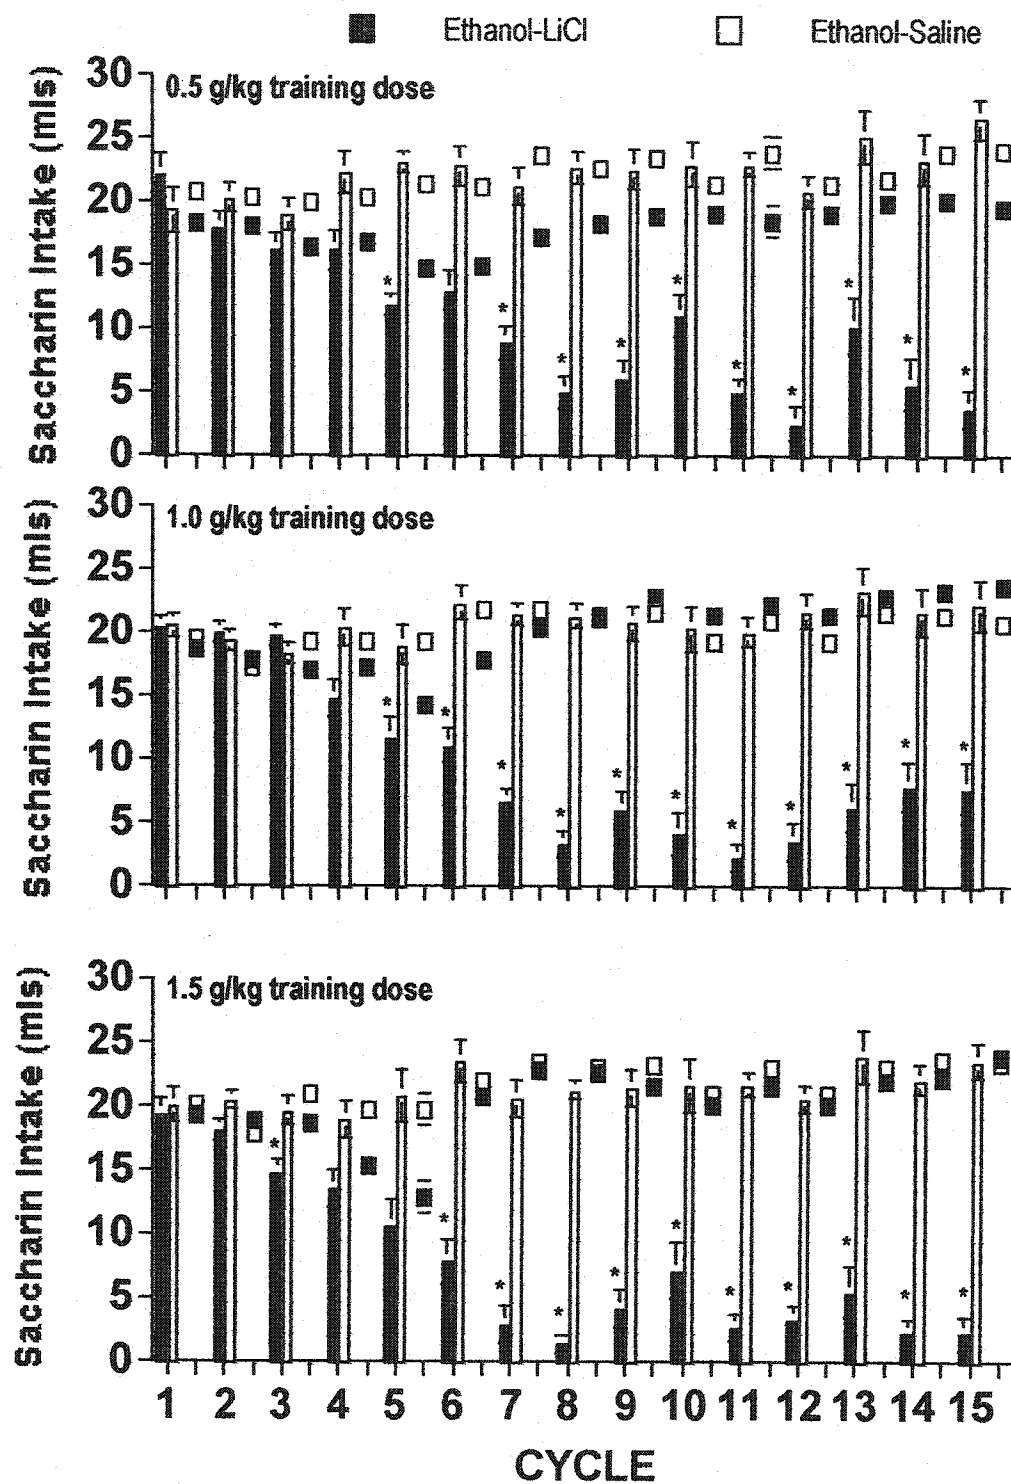 Ethanol-LiCl Ethanol-Saline
0.5 g/kg training dose
Saccharin Intake (mls)
30
25
20
15
10
5
0
* * * * * * * * * *
1.0 g/kg training dose
Saccharin Intake (mls)
30
25
20
15
10
5
0
* * * * * * * * * * *
1.5 g/kg training dose
Saccharin Intake (mls)
30
25
20
15
10
5
0
* * * * * * * * * * *
1 2 3 4 5 6 7 8 9 10 11 12 13 14 15
CYCLE